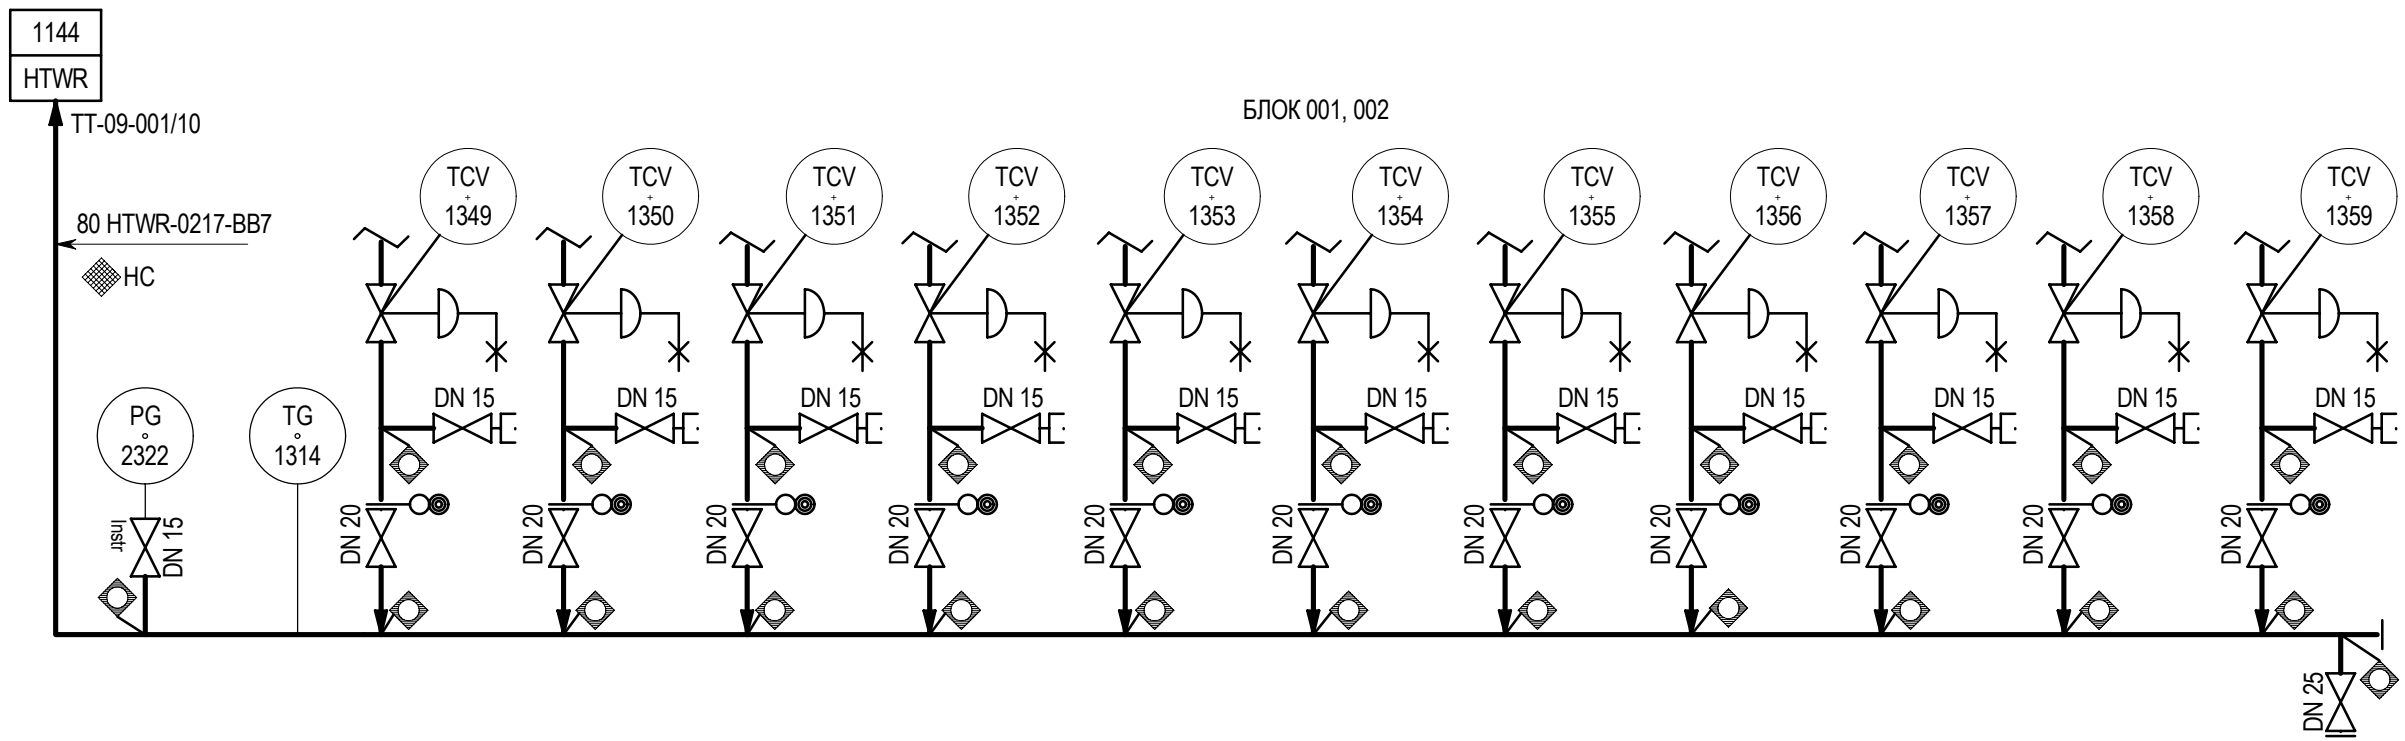 1144
HTWR
ТТ-09-001/10
БЛОК 001, 002
80 HTWR-0217-BB7
HC
TCV
1349
TCV
1350
TCV
1351
TCV
1352
TCV
1353
TCV
1354
TCV
1355
TCV
1356
TCV
1357
TCV
1358
TCV
1359
DN 15
DN 15
DN 15
DN 15
DN 15
DN 15
DN 15
DN 15
DN 15
DN 15
DN 15
PG
2322
TG
1314
Instr
DN 15
DN 20
DN 20
DN 20
DN 20
DN 20
DN 20
DN 20
DN 20
DN 20
DN 20
DN 20
DN 25